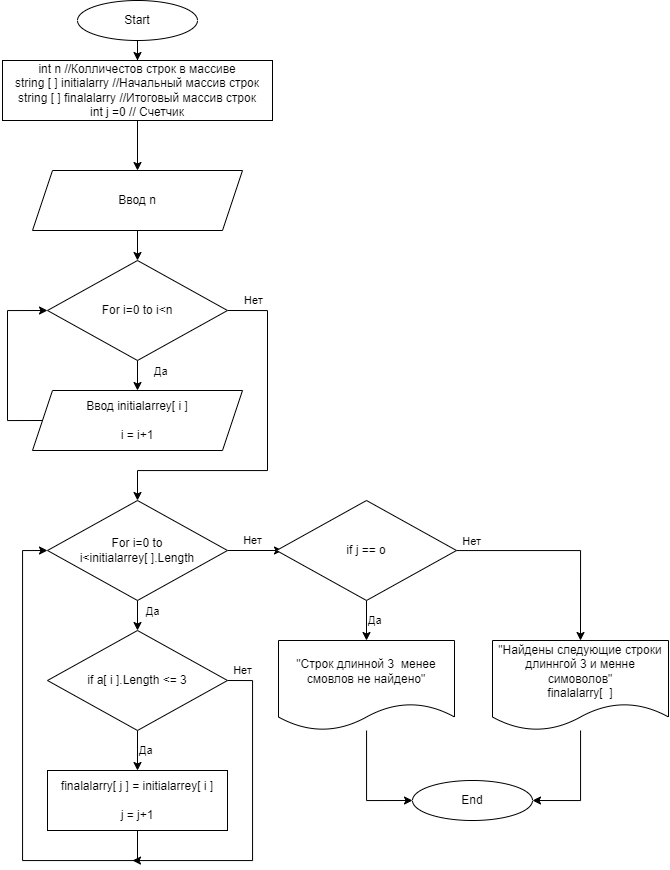 Start
int n //Колличестов строк в массиве
string [ ] initialarry //Начальный массив строк
string [ ] finalalarry //Итоговый массив строк
int j =0 // Счетчик
Ввод n
For i=0 to i<n
Нет
Да
Ввод initialarrey[ i ]
i = i+1
For i=0 to
i<initialarrey[ ].Length
Нет
if j == o
Нет
Да
Да
"Строк длинной 3  менее
смовлов не найдено"
"Найдены следующие строки
длиннгой 3 и менне
симоволов"
finalalarry[  ]
if a[ i ].Length <= 3
Нет
Да
finalalarry[ j ] = initialarrey[ i ]
j = j+1
End